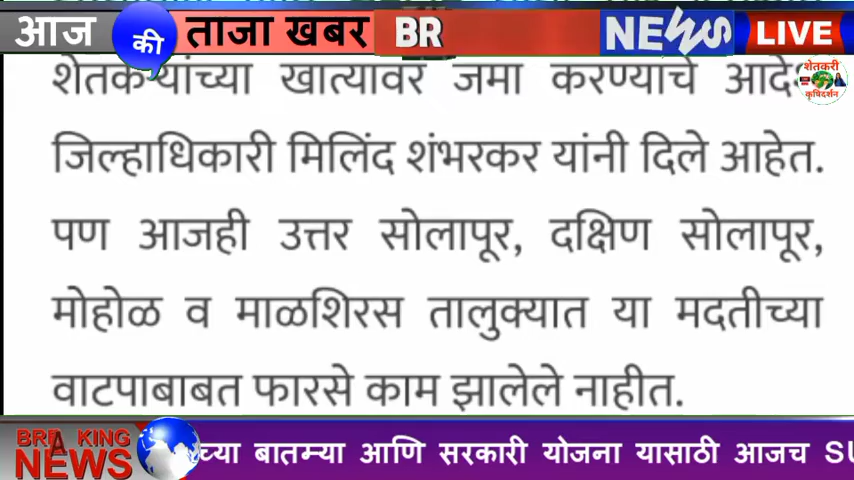 आज की ताजा खबर BR NEWS LIVE
शेतकरी
कृषिदर्शन
शेतकऱ्यांच्या खात्यावर जमा करण्याचे
जिल्हाधिकारी मिलिंद शंभरकर यांनी दिले आहेत.
पण आजही उत्तर सोलापूर, दक्षिण सोलापूर,
मोहोळ व माळशिरस तालुक्यात या मदतीच्या
वाटपाबाबत फारसे काम झालेले नाहीत.
BREAKING
NEWS
च्या बातम्या आणि सरकारी योजना यासाठी आजच SU